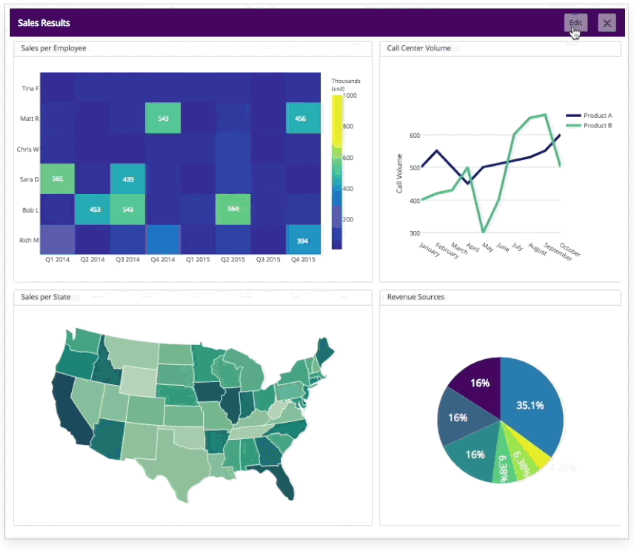 Sales Results
Edit
×
Sales per Employee
Call Center Volume
Thousands
(usd)
1000
800
600
400
200
Tina F
Matt R
Chris W
Sara D
Bob L
Rich M
543
456
565
435
453
543
564
394
Q1 2014
Q2 2014
Q3 2014
Q4 2014
Q1 2015
Q2 2015
Q3 2015
Q4 2015
Product A
Product B
Call Volume
600
500
400
300
January
February
March
April
May
June
July
August
September
October
Sales per State
Revenue Sources
16%
35.1%
16%
16%
6.38%
6.38%
4.25%